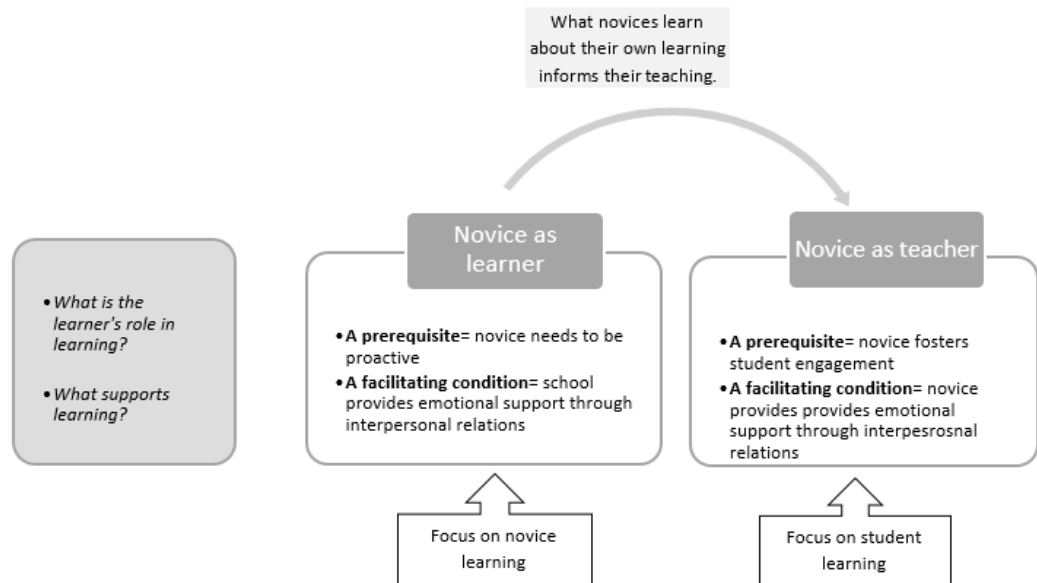 What novices learn
about their own learning
informs their teaching.
Novice as
learner
Novice as teacher
•What is the
learner's role in
learning?
•What supports
learning?
•A prerequisite= novice needs to be
proactive
•A facilitating condition= school
provides emotional support through
interpersonal relations
•A prerequisite= novice fosters
student engagement
•A facilitating condition= novice
provides provides emotional
support through interpesrosnal
relations
Focus on novice
learning
Focus on student
learning